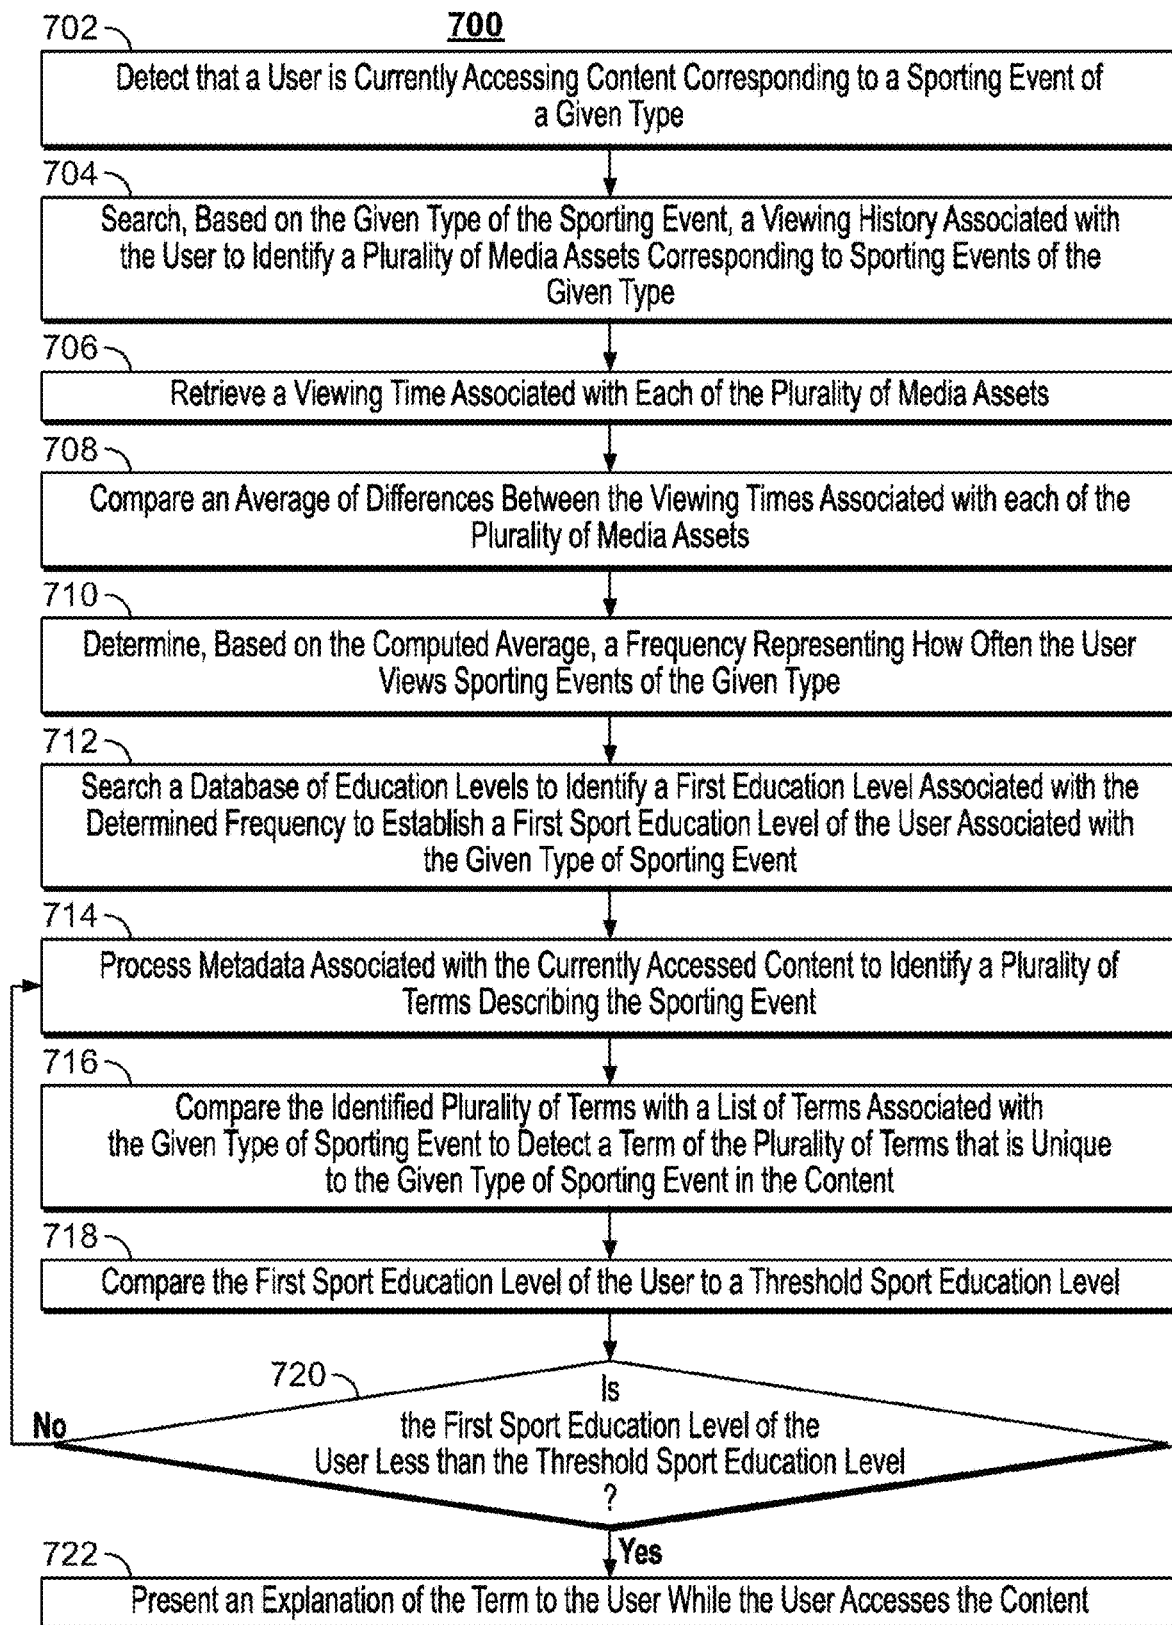 700
702
Detect that a User is Currently Accessing Content Corresponding to a Sporting Event of
a Given Type
704
Search, Based on the Given Type of the Sporting Event, a Viewing History Associated with
the User to Identify a Plurality of Media Assets Corresponding to Sporting Events of the
Given Type
706
Retrieve a Viewing Time Associated with Each of the Plurality of Media Assets
708
Compare an Average of Differences Between the Viewing Times Associated with each of the
Plurality of Media Assets
710
Determine, Based on the Computed Average, a Frequency Representing How Often the User
Views Sporting Events of the Given Type
712
Search a Database of Education Levels to Identify a First Education Level Associated with the
Determined Frequency to Establish a First Sport Education Level of the User Associated with
the Given Type of Sporting Event
714
Process Metadata Associated with the Currently Accessed Content to Identify a Plurality of
Terms Describing the Sporting Event
716
Compare the Identified Plurality of Terms with a List of Terms Associated with
the Given Type of Sporting Event to Detect a Term of the Plurality of Terms that is Unique
to the Given Type of Sporting Event in the Content
718
Compare the First Sport Education Level of the User to a Threshold Sport Education Level
720
Is
the First Sport Education Level of the
User Less than the Threshold Sport Education Level
?
No
Yes
722
Present an Explanation of the Term to the User While the User Accesses the Content